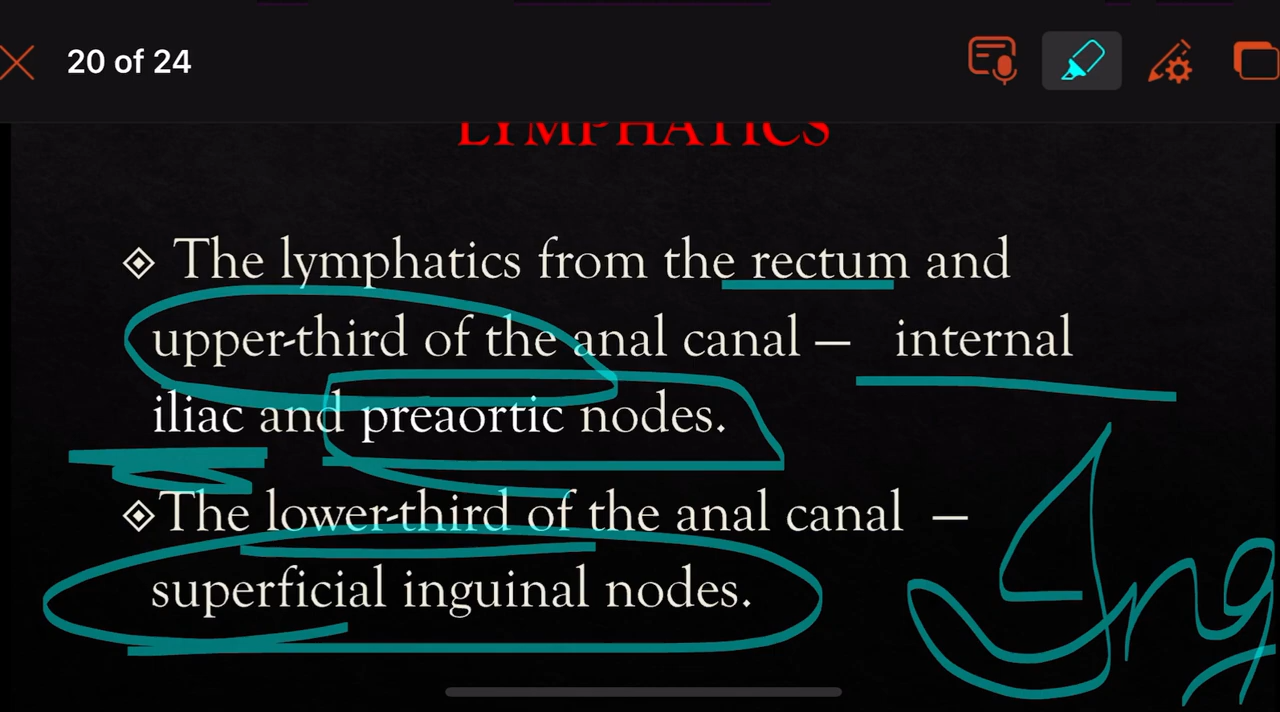 20 of 24
LYMPHATICS
The lymphatics from the rectum and
upper-third of the anal canal – internal
iliac and preaortic nodes.
The lower-third of the anal canal –
superficial inguinal nodes.
Ing